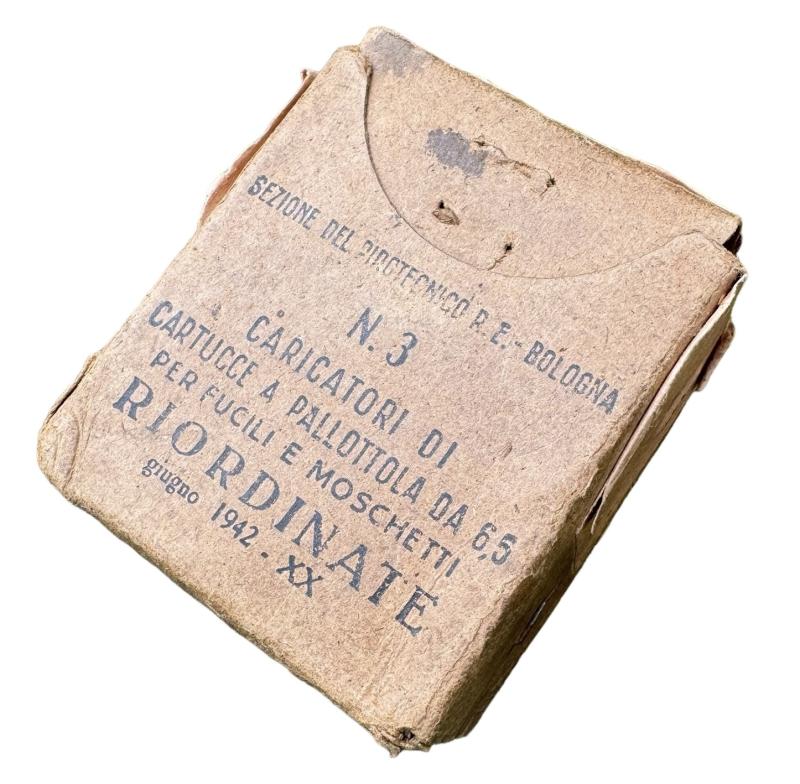 SEZIONE DEL PIROTECNICO R. E. - BOLOGNA
N. 3
CARICATORI DI
CARTUCCE A PALLOTTOLA DA 6,5
PER FUCILI E MOSCHETTI
RIORDINATE
giugno 1942 - XX